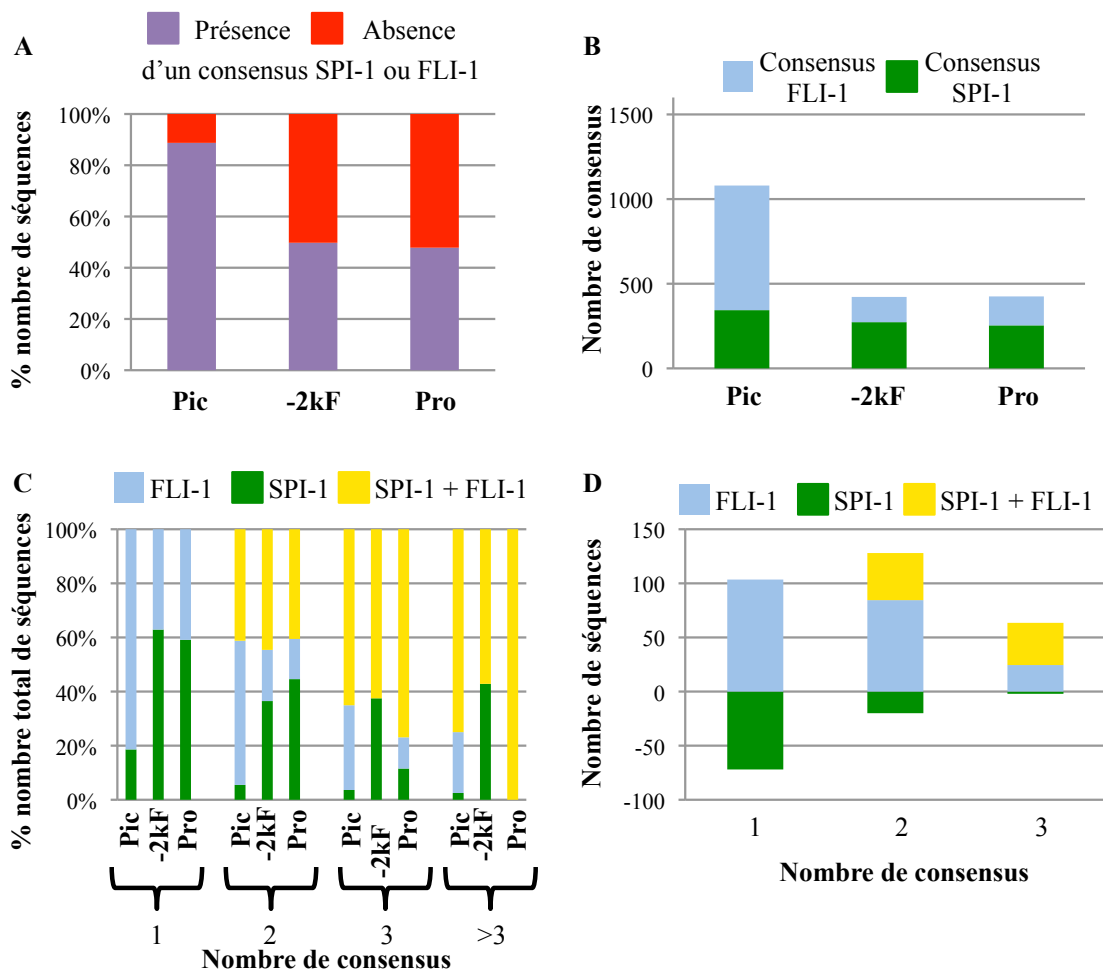 A
Présence Absence
d'un consensus SPI-1 ou FLI-1
% nombre de séquences
100%
80%
60%
40%
20%
0%
Pic -2kF Pro
B
Consensus FLI-1
Consensus SPI-1
Nombre de consensus
1500
1000
500
0
Pic -2kF Pro
C
FLI-1 SPI-1 SPI-1 + FLI-1
% nombre total de séquences
100%
80%
60%
40%
20%
0%
Pic -2kF Pro Pic -2kF Pro Pic -2kF Pro Pic -2kF Pro
1 2 3 >3
Nombre de consensus
D
FLI-1 SPI-1 SPI-1 + FLI-1
Nombre de séquences
150
100
50
0
-50
-100
1 2 3
Nombre de consensus